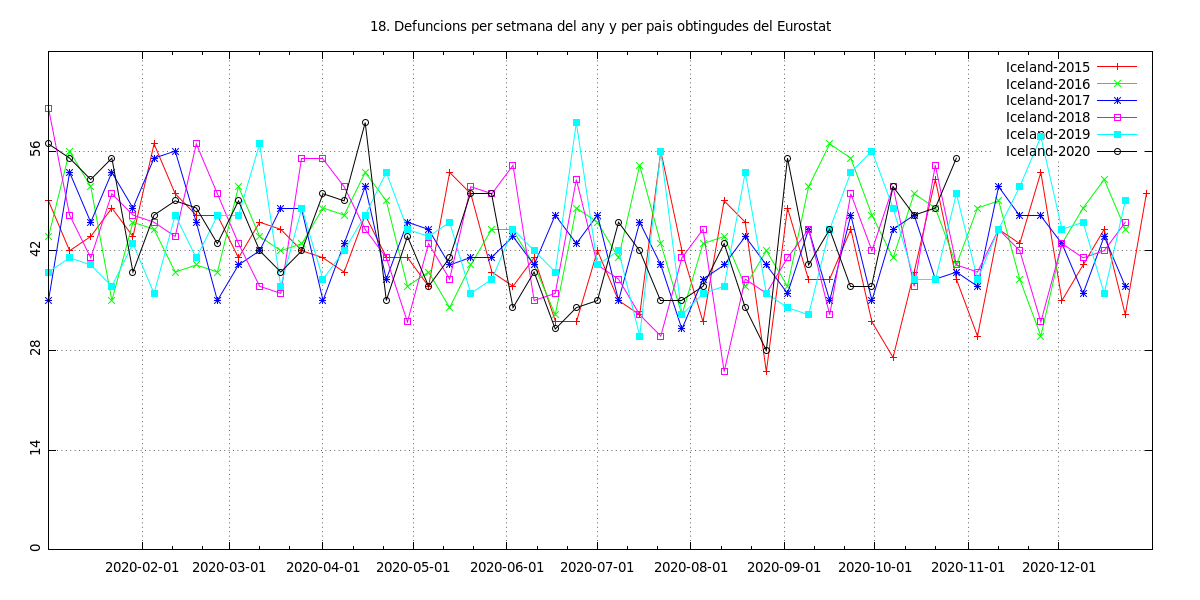 18. Defuncions per setmana del any y per pais obtingudes del Eurostat
Iceland-2015
Iceland-2016
Iceland-2017
Iceland-2018
Iceland-2019
Iceland-2020
56
42
28
14
0
2020-02-01 2020-03-01 2020-04-01 2020-05-01 2020-06-01 2020-07-01 2020-08-01 2020-09-01 2020-10-01 2020-11-01 2020-12-01